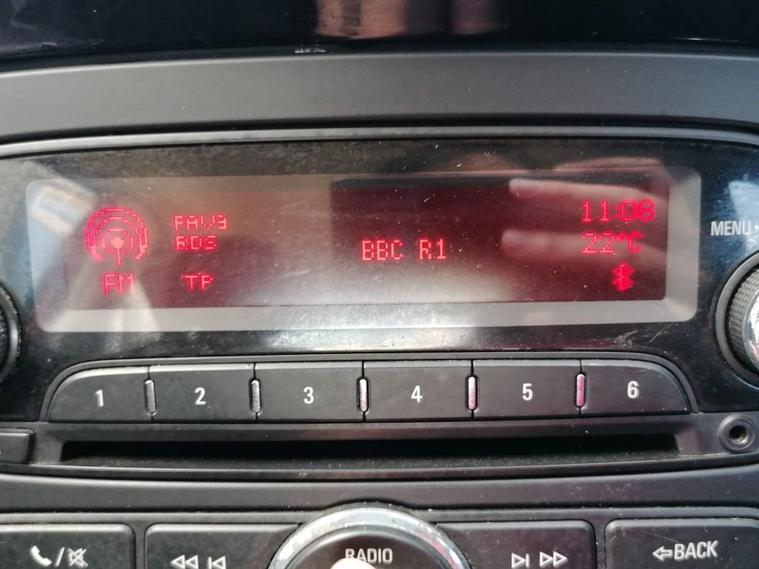 FAV3 11:08
RDS 22°C
BBC R1
FM TP
MENU
1 2 3 4 5 6
RADIO
BACK